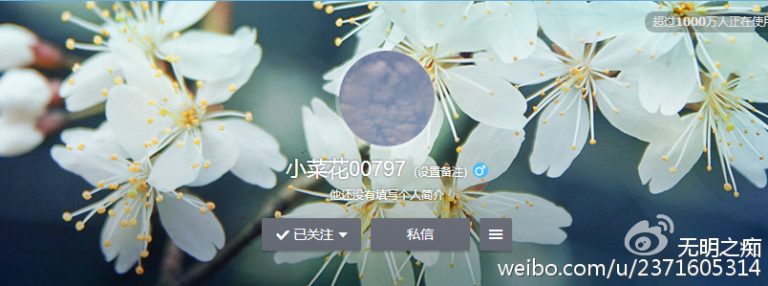 超过1000万人正在使
小菜花00797 (设置备注)
他还没有填写个人简介
已关注 私信
无明之痴
weibo.com/u/2371605314